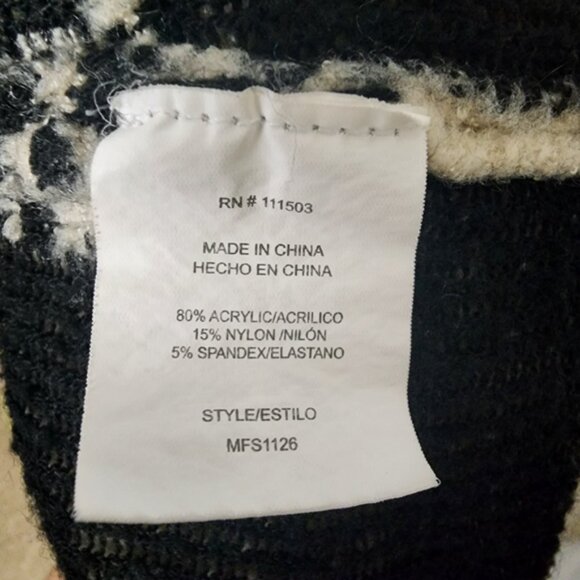 RN # 111503
MADE IN CHINA
HECHO EN CHINA
80% ACRYLIC/ACRILICO
15% NYLON /NILÓN
5% SPANDEX/ELASTANO
STYLE/ESTILO
MFS1126